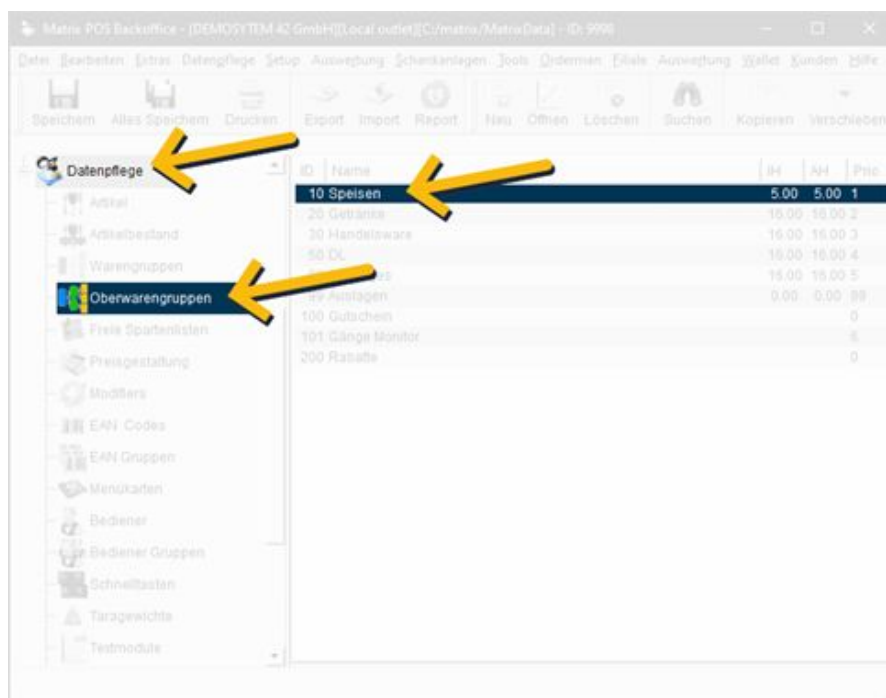 Matrix POS Backoffice - [DEMOSYTEM 42 GmbH][Local outlet][C:/matrix/MatrixData] - ID: 9998
Datei Bearbeiten Extras Datenpflege Setup Auswertung Schankanlagen Tools Orderman Filiale Auswertung Wallet Kunden Hilfe
Speichern Alles Speichern Drucken Export Import Report Neu Öffnen Löschen Suchen Kopieren Verschieben
Datenpflege
Artikel
Artikelbestand
Warengruppen
Oberwarengruppen
Freie Spartenlisten
Preisgestaltung
Modifiers
EAN Codes
EAN Gruppen
Menükarten
Bediener
Bediener Gruppen
Schnelltasten
Taragewichte
Textmodule
ID Name IH AH Prio
10 Speisen 5.00 5.00 1
20 Getränke 16.00 16.00 2
30 Handelsware 16.00 16.00 3
50 DL 16.00 16.00 4
16.00 16.00 5
99 Auslagen 0.00 0.00 99
100 Gutschein 0
101 Gänge Monitor 6
200 Rabatte 0